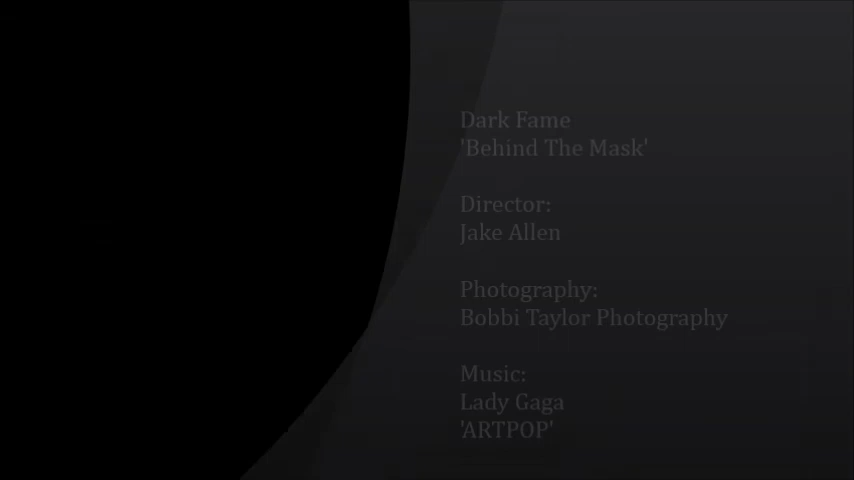 Dark Fame
'Behind The Mask'
Director:
Jake Allen
Photography:
Bobbi Taylor Photography
Music:
Lady Gaga
'ARTPOP'